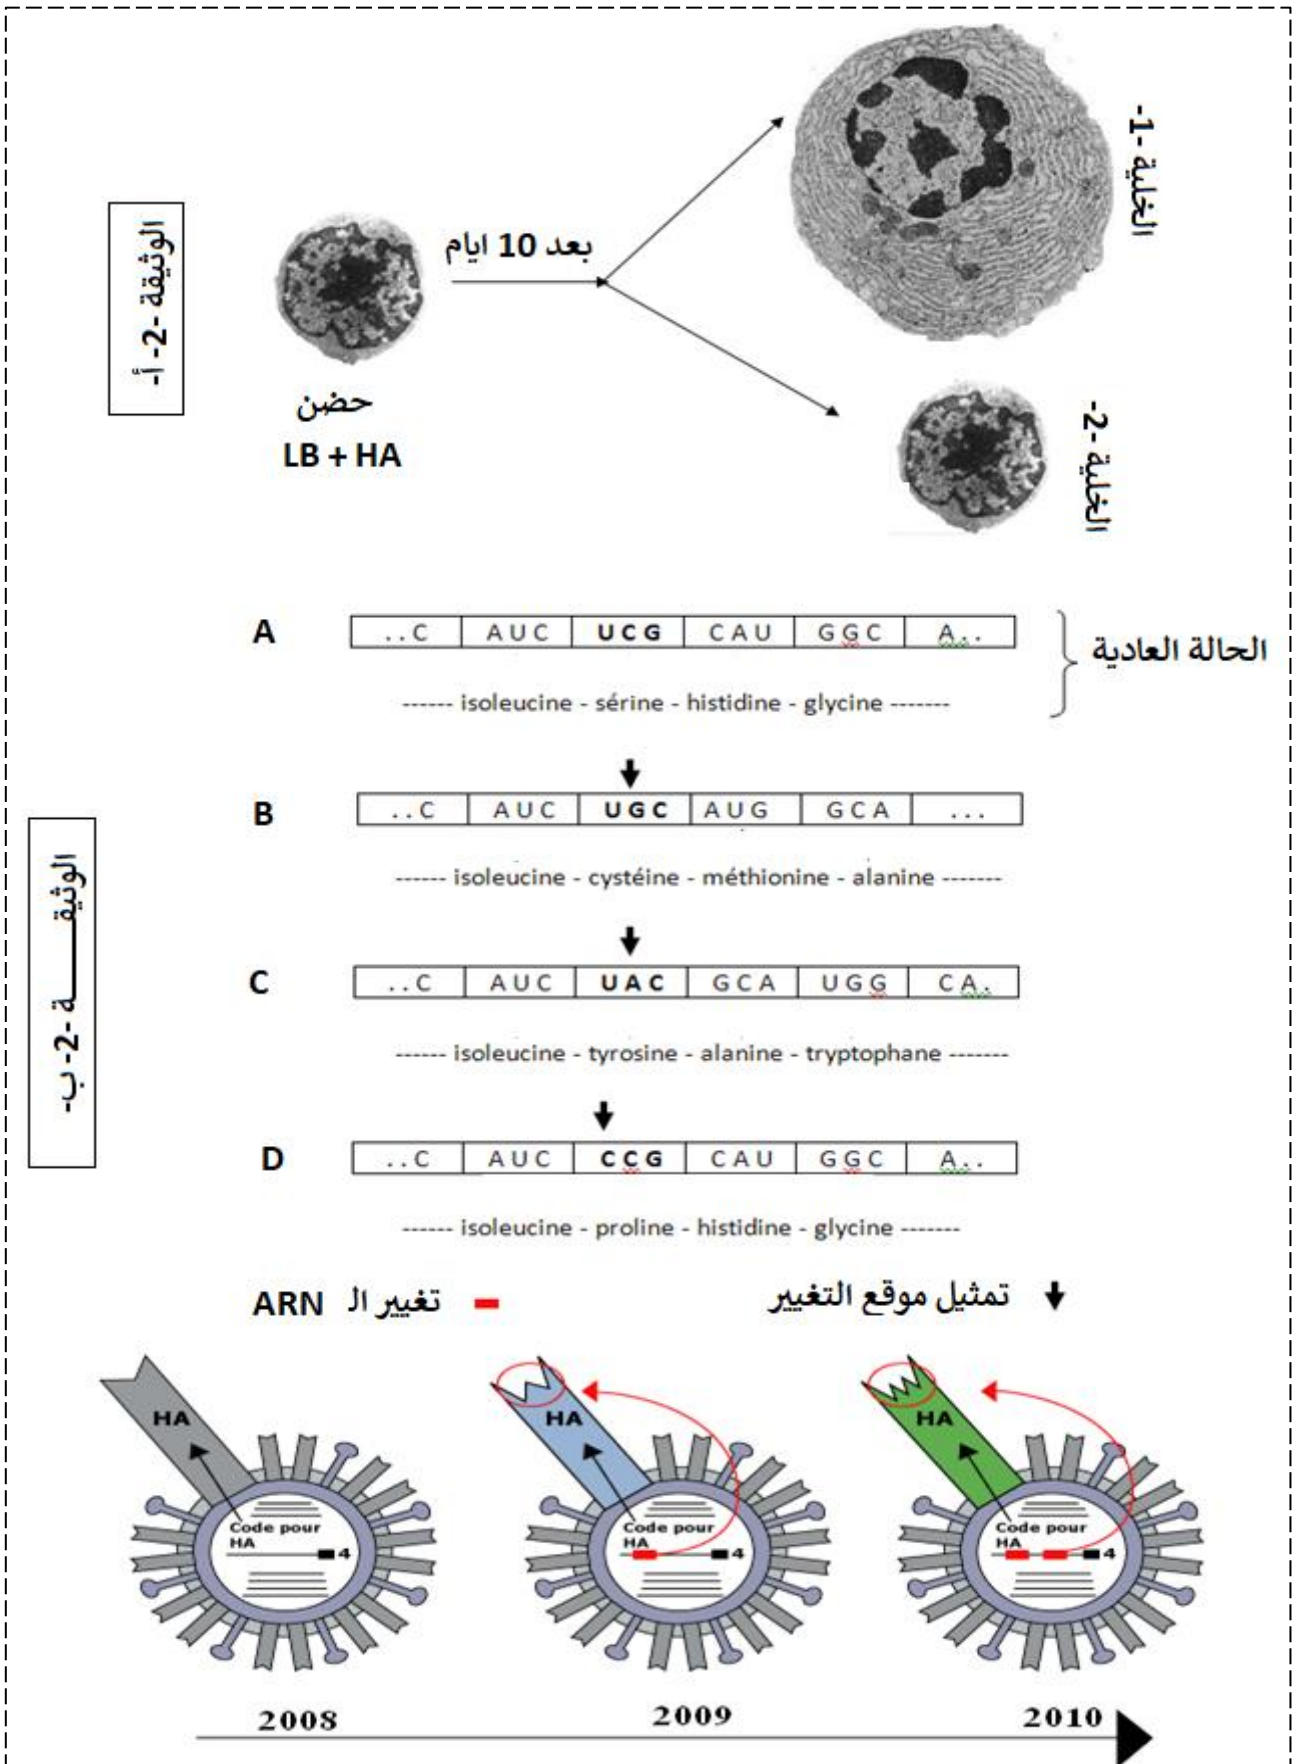 الوثيقة -2- أ-
بعد 10 ايام
حضن
LB + HA
الخلية -1-
الخلية -2-
الوثيقـــــــة -2- ب-
A
..C AUC UCG CAU GGC A..
------ isoleucine - sérine - histidine - glycine -------
الحالة العادية
B
..C AUC UGC AUG GCA ...
------ isoleucine - cystéine - méthionine - alanine -------
C
..C AUC UAC GCA UGG CA.
------ isoleucine - tyrosine - alanine - tryptophane -------
D
..C AUC CCG CAU GGC A..
------ isoleucine - proline - histidine - glycine -------
تمثيل موقع التغيير
تغيير الـ ARN
HA
Code pour
HA
4
HA
Code pour
HA
4
HA
Code pour
HA
4
2008
2009
2010